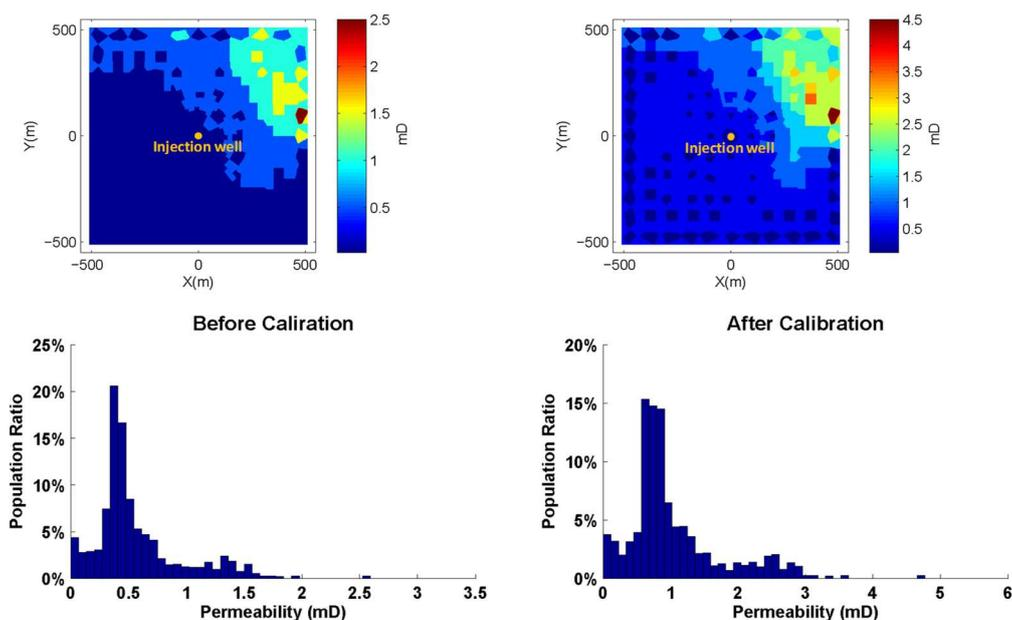 500
0
−500
Y(m)
−500
0
500
X(m)
Injection well
2.5
2
1.5
1
0.5
mD
500
0
−500
Y(m)
−500
0
500
X(m)
Injection well
4.5
4
3.5
3
2.5
2
1.5
1
0.5
mD
Before Caliration
25%
20%
15%
10%
5%
0%
Population Ratio
0 0.5 1 1.5 2 2.5 3 3.5
Permeability (mD)
After Calibration
20%
15%
10%
5%
0%
Population Ratio
0 1 2 3 4 5 6
Permeability (mD)